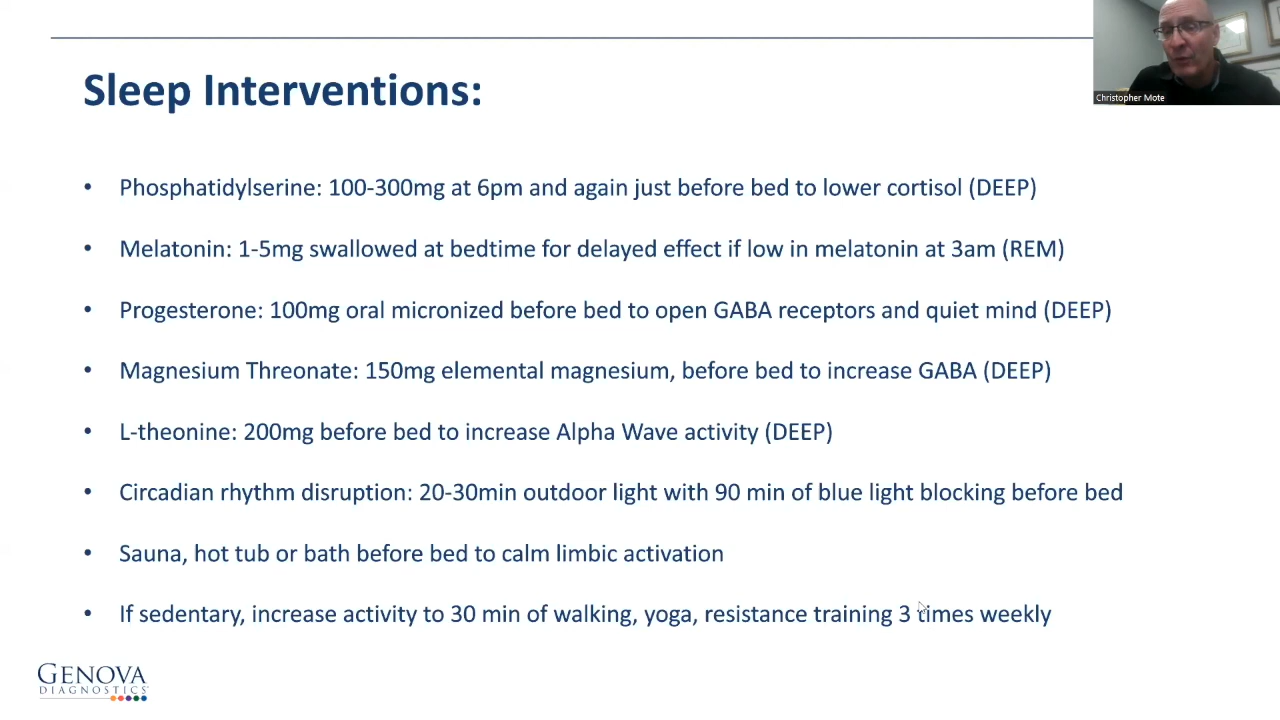 Christopher Mote
Sleep Interventions:
• Phosphatidylserine: 100-300mg at 6pm and again just before bed to lower cortisol (DEEP)
• Melatonin: 1-5mg swallowed at bedtime for delayed effect if low in melatonin at 3am (REM)
• Progesterone: 100mg oral micronized before bed to open GABA receptors and quiet mind (DEEP)
• Magnesium Threonate: 150mg elemental magnesium, before bed to increase GABA (DEEP)
• L-theonine: 200mg before bed to increase Alpha Wave activity (DEEP)
• Circadian rhythm disruption: 20-30min outdoor light with 90 min of blue light blocking before bed
• Sauna, hot tub or bath before bed to calm limbic activation
• If sedentary, increase activity to 30 min of walking, yoga, resistance training 3 times weekly
GENOVA
DIAGNOSTICS